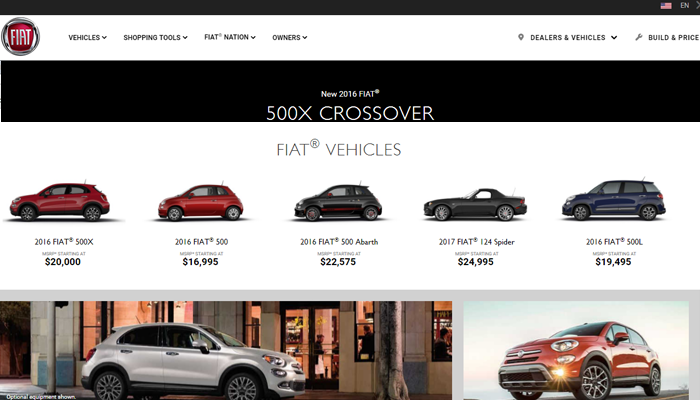 EN
FIAT
VEHICLES SHOPPING TOOLS FIAT® NATION OWNERS DEALERS & VEHICLES BUILD & PRICE
New 2016 FIAT®
500X CROSSOVER
FIAT® VEHICLES
2016 FIAT® 500X 2016 FIAT® 500 2016 FIAT® 500 Abarth 2017 FIAT® 124 Spider 2016 FIAT® 500L
MSRP* STARTING AT MSRP* STARTING AT MSRP* STARTING AT MSRP* STARTING AT MSRP* STARTING AT
$20,000 $16,995 $22,575 $24,995 $19,495
Optional equipment shown.